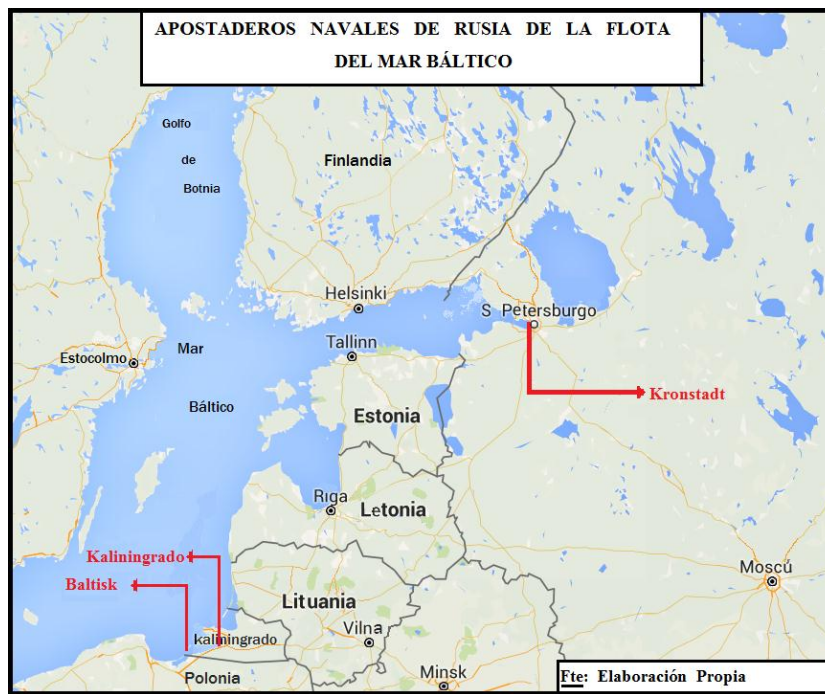 APOSTADEROS NAVALES DE RUSIA DE LA FLOTA
DEL MAR BÁLTICO
Golfo
de
Botnia
Finlandia
Helsinki
S Petersburgo
Tallinn
Estocolmo
Mar
Báltico
Kronstadt
Estonia
Riga
Letonia
Kaliningrado
Baltisk
Moscú
Lituania
kaliningrado
Vilna
Polonia
Minsk
Fte: Elaboración Propia